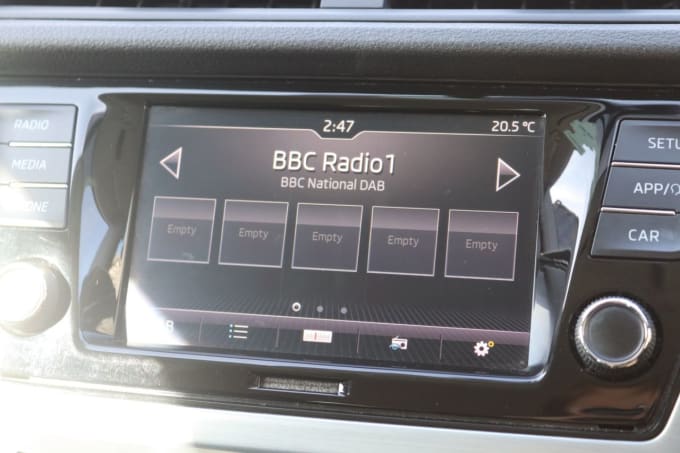 RADIO
MEDIA
2:47
20.5 °C
BBC Radio1
BBC National DAB
Empty
Empty
Empty
Empty
Empty
SETU
APP/
CAR